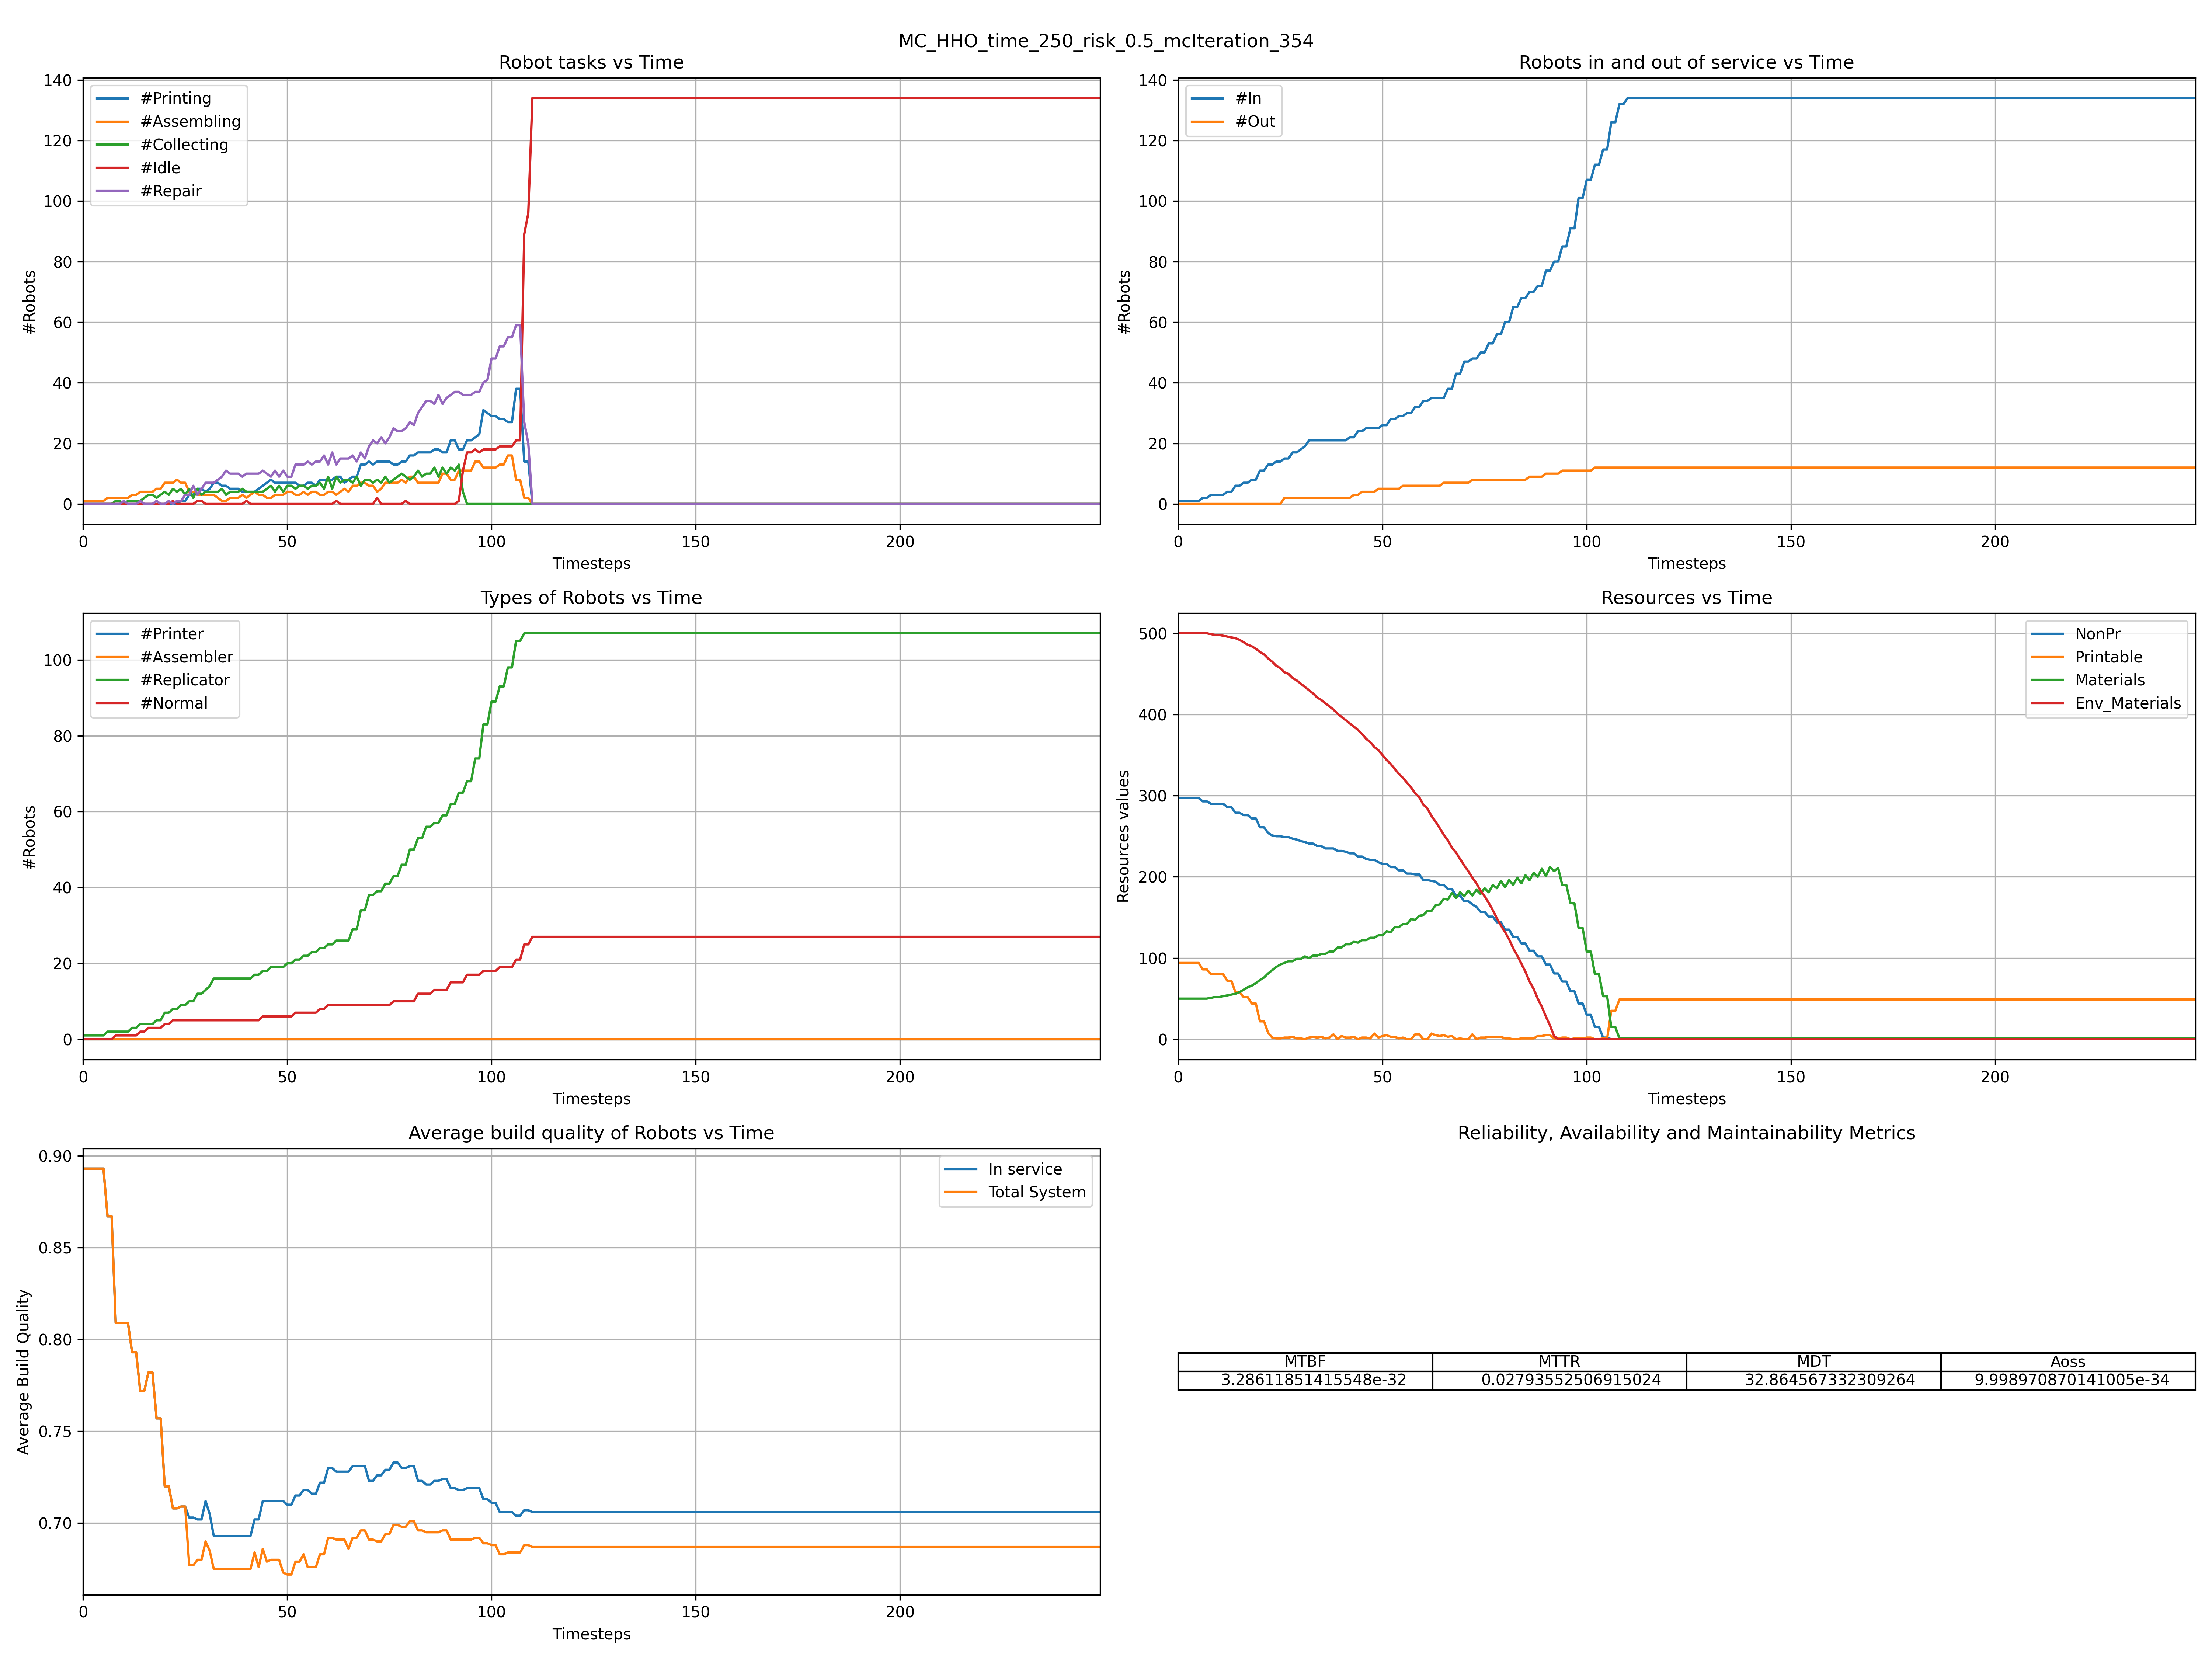 MC_HHO_time_250_risk_0.5_mcIteration_354
Robot tasks vs Time
140
120
100
80
60
40
20
0
#Robots
#Printing
#Assembling
#Collecting
#Idle
#Repair
0 50 100 150 200
Timesteps
Robots in and out of service vs Time
140
120
100
80
60
40
20
0
#Robots
#In
#Out
0 50 100 150 200
Timesteps
Types of Robots vs Time
100
80
60
40
20
0
#Robots
#Printer
#Assembler
#Replicator
#Normal
0 50 100 150 200
Timesteps
Resources vs Time
500
400
300
200
100
0
Resources values
NonPr
Printable
Materials
Env_Materials
0 50 100 150 200
Timesteps
Average build quality of Robots vs Time
0.90
0.85
0.80
0.75
0.70
Average Build Quality
In service
Total System
0 50 100 150 200
Timesteps
Reliability, Availability and Maintainability Metrics
MTBF MTTR MDT Aoss
3.28611851415548e-32 0.02793552506915024 32.864567332309264 9.998970870141005e-34